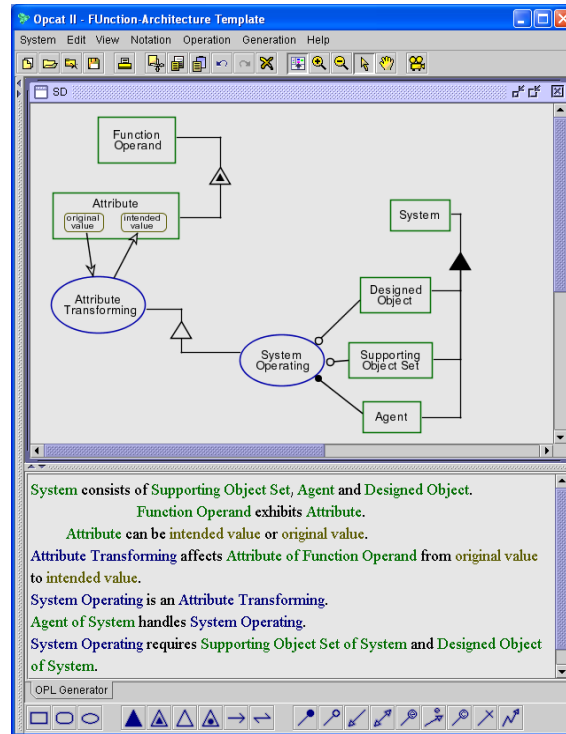 Opcat II - FUnction-Architecture Template
System Edit View Notation Operation Generation Help
SD
Function
Operand
Attribute
original
value
intended
value
System
Attribute
Transforming
Designed
Object
System
Operating
Supporting
Object Set
Agent
System consists of Supporting Object Set, Agent and Designed Object.
Function Operand exhibits Attribute.
Attribute can be intended value or original value.
Attribute Transforming affects Attribute of Function Operand from original value
to intended value.
System Operating is an Attribute Transforming.
Agent of System handles System Operating.
System Operating requires Supporting Object Set of System and Designed Object
of System.
OPL Generator